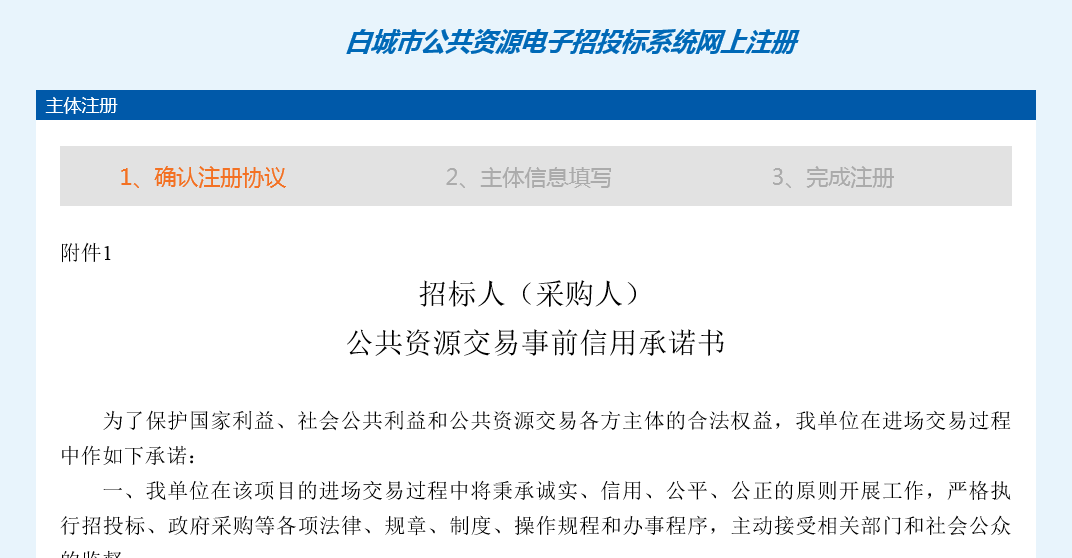 白城市公共资源电子招投标系统网上注册
主体注册
1、确认注册协议 2、主体信息填写 3、完成注册
附件1
招标人（采购人）
公共资源交易事前信用承诺书
为了保护国家利益、社会公共利益和公共资源交易各方主体的合法权益，我单位在进场交易过程
中作如下承诺：
一、我单位在该项目的进场交易过程中将秉承诚实、信用、公平、公正的原则开展工作，严格执
行招投标、政府采购等各项法律、规章、制度、操作规程和办事程序，主动接受相关部门和社会公众
的监督